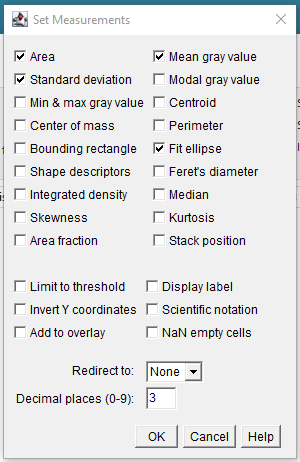 Set Measurements
Area Mean gray value
Standard deviation Modal gray value
Min & max gray value Centroid
Center of mass Perimeter
Bounding rectangle Fit ellipse
Shape descriptors Feret's diameter
Integrated density Median
Skewness Kurtosis
Area fraction Stack position
Limit to threshold Display label
Invert Y coordinates Scientific notation
Add to overlay NaN empty cells
Redirect to: None
Decimal places (0-9): 3
OK Cancel Help